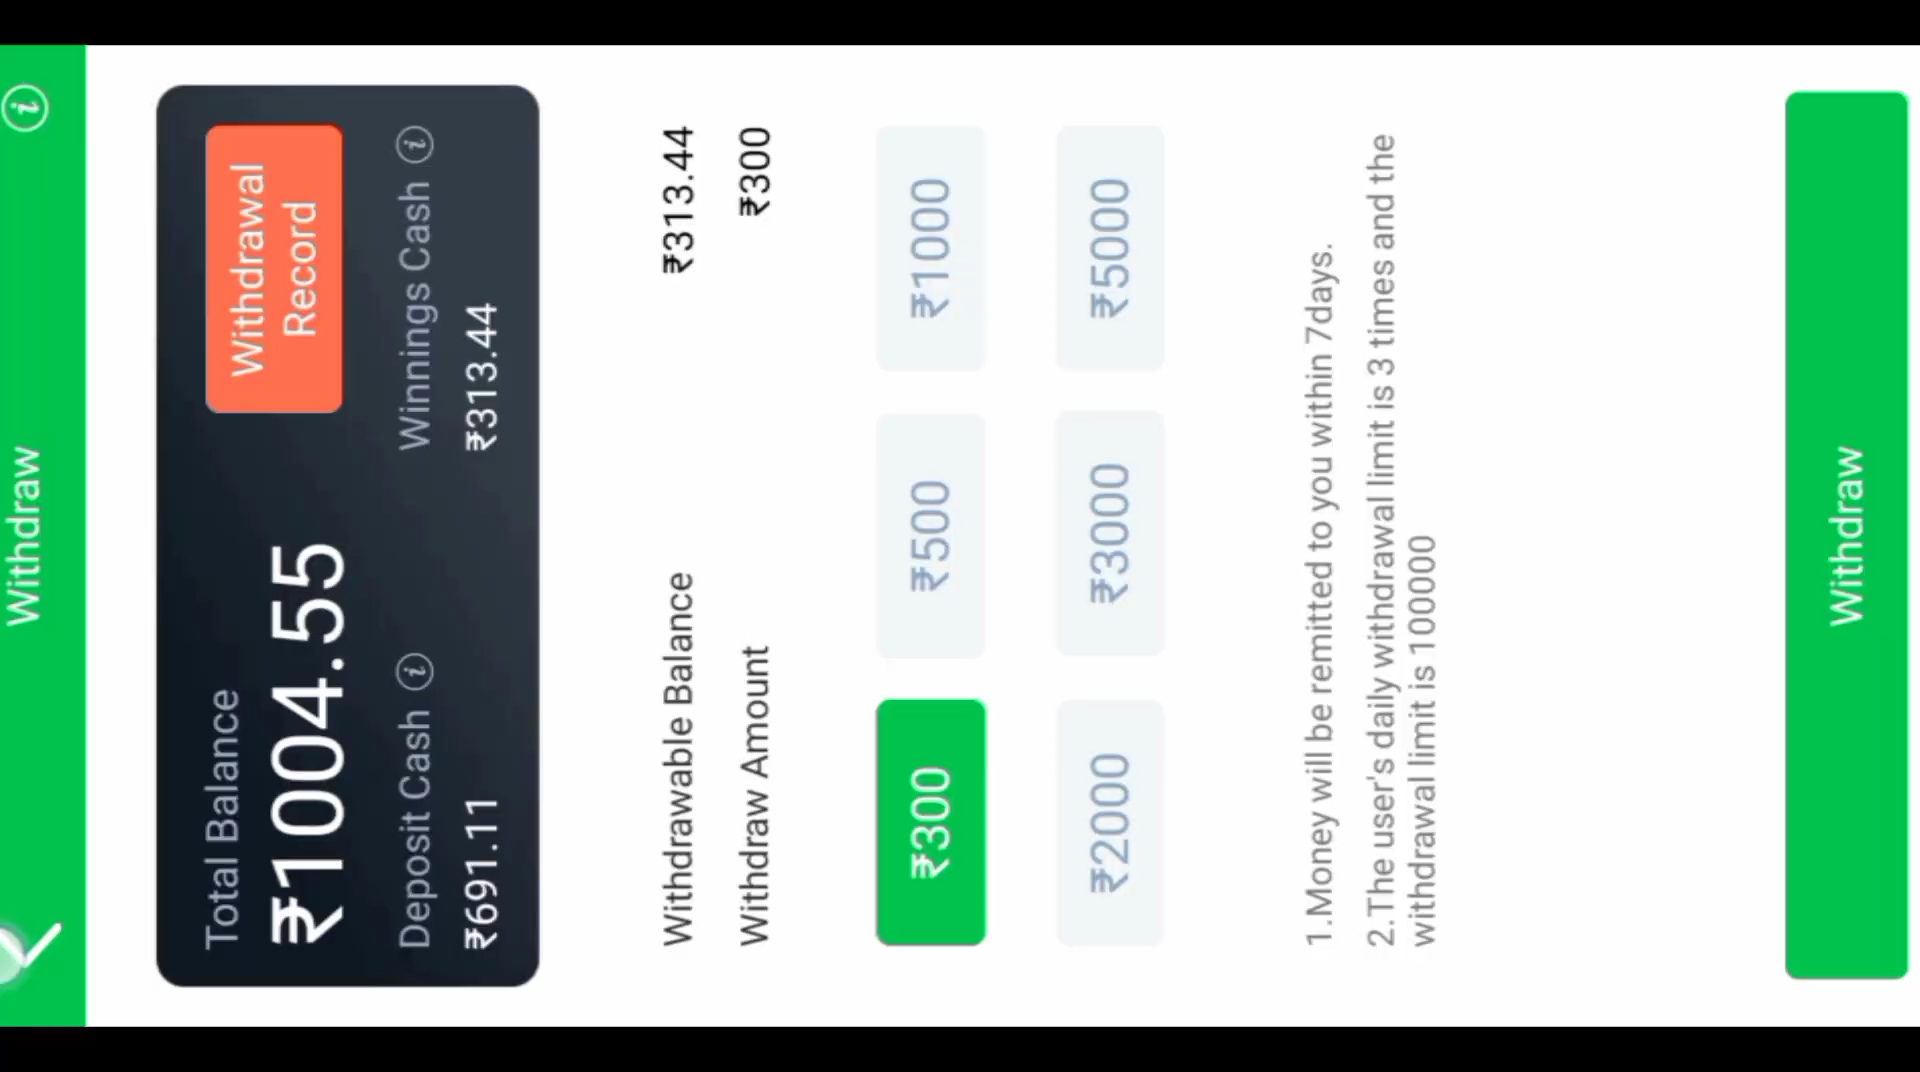 Withdraw
Total Balance
₹1004.55
Withdrawal
Record
Deposit Cash
Winnings Cash
₹691.11
₹313.44
Withdrawable Balance ₹313.44
Withdraw Amount ₹300
₹300 ₹500 ₹1000
₹2000 ₹3000 ₹5000
1.Money will be remitted to you within 7days.
2.The user's daily withdrawal limit is 3 times and the
withdrawal limit is 100000
Withdraw